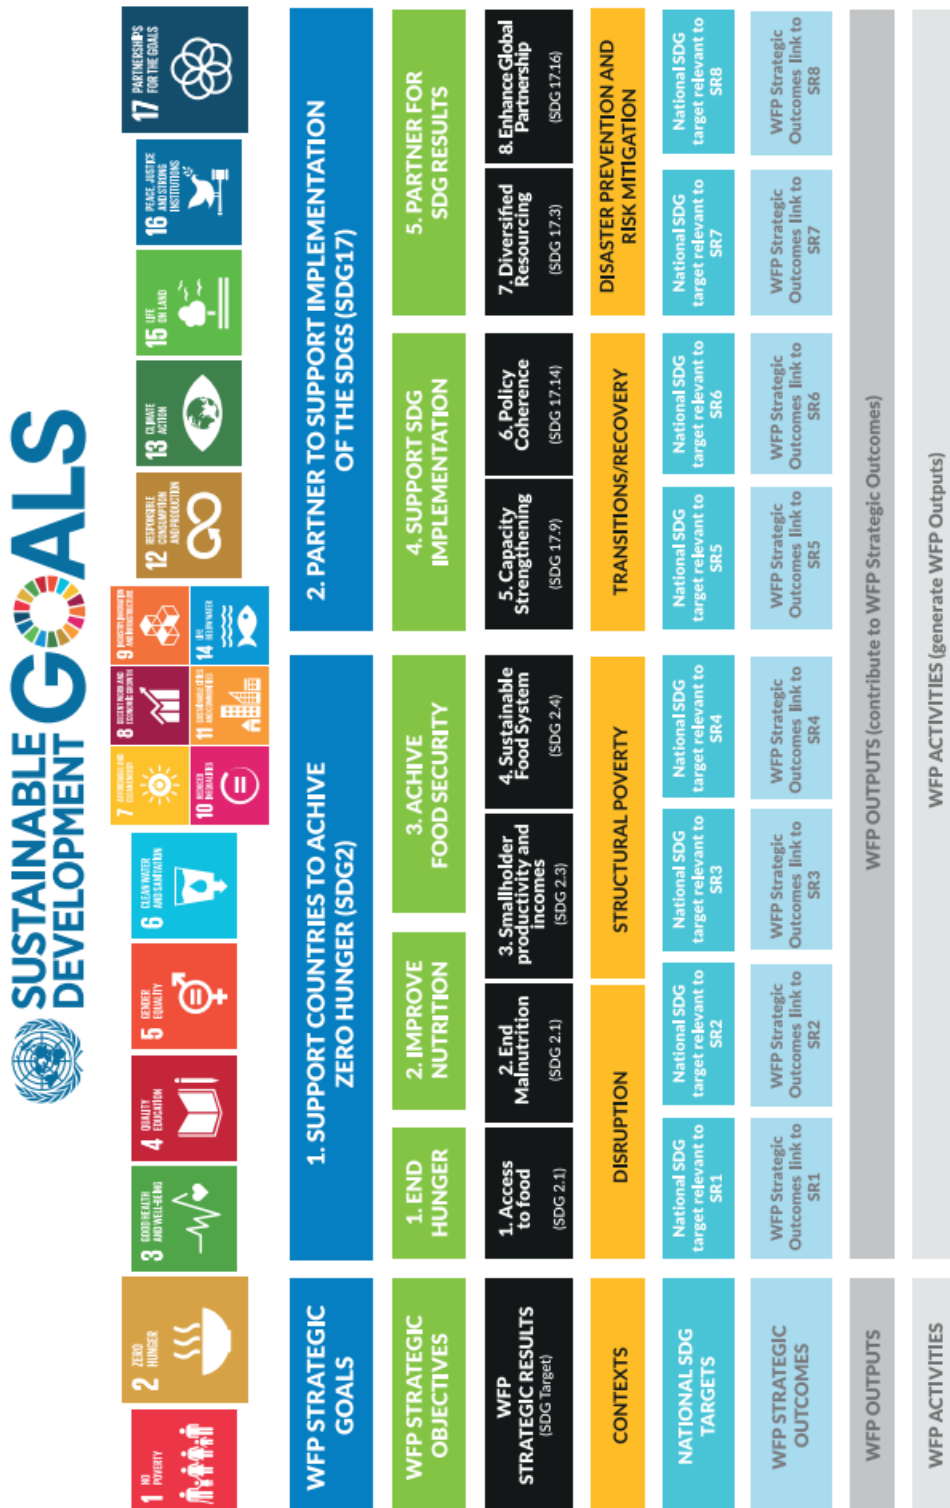 SUSTAINABLE
DEVELOPMENT GOALS
1 NO
POVERTY
2 ZERO
HUNGER
3 GOOD HEALTH
AND WELL-BEING
4 QUALITY
EDUCATION
5 GENDER
EQUALITY
6 CLEAN WATER
AND SANITATION
7 AFFORDABLE AND
CLEAN ENERGY
8 DECENT WORK AND
ECONOMIC GROWTH
9 INDUSTRY, INNOVATION
AND INFRASTRUCTURE
10 REDUCED
INEQUALITIES
11 SUSTAINABLE CITIES
AND COMMUNITIES
14 LIFE
BELOW WATER
12 RESPONSIBLE
CONSUMPTION
AND PRODUCTION
13 CLIMATE
ACTION
15 LIFE
ON LAND
16 PEACE, JUSTICE
AND STRONG
INSTITUTIONS
17 PARTNERSHIPS
FOR THE GOALS
WFP STRATEGIC
GOALS
1. SUPPORT COUNTRIES TO ACHIVE
ZERO HUNGER (SDG2)
2. PARTNER TO SUPPORT IMPLEMENTATION
OF THE SDGS (SDG17)
WFP STRATEGIC
OBJECTIVES
1. END
HUNGER
2. IMPROVE
NUTRITION
3. ACHIVE
FOOD SECURITY
4. SUPPORT SDG
IMPLEMENTATION
5. PARTNER FOR
SDG RESULTS
WFP
STRATEGIC RESULTS
(SDG Target)
1. Access
to food
(SDG 2.1)
2. End
Malnutrition
(SDG 2.1)
3. Smallholder
productivity and
incomes
(SDG 2.3)
4. Sustainable
Food System
(SDG 2.4)
5. Capacity
Strengthening
(SDG 17.9)
6. Policy
Coherence
(SDG 17.14)
7. Diversified
Resourcing
(SDG 17.3)
8. Enhance Global
Partnership
(SDG 17.16)
CONTEXTS
DISRUPTION
STRUCTURAL POVERTY
TRANSITIONS/RECOVERY
DISASTER PREVENTION AND
RISK MITIGATION
NATIONAL SDG
TARGETS
National SDG
target relevant to
SR1
National SDG
target relevant to
SR2
National SDG
target relevant to
SR3
National SDG
target relevant to
SR4
National SDG
target relevant to
SR5
National SDG
target relevant to
SR6
National SDG
target relevant to
SR7
National SDG
target relevant to
SR8
WFP STRATEGIC
OUTCOMES
WFP Strategic
Outcomes link to
SR1
WFP Strategic
Outcomes link to
SR2
WFP Strategic
Outcomes link to
SR3
WFP Strategic
Outcomes link to
SR4
WFP Strategic
Outcomes link to
SR5
WFP Strategic
Outcomes link to
SR6
WFP Strategic
Outcomes link to
SR7
WFP Strategic
Outcomes link to
SR8
WFP OUTPUTS
WFP OUTPUTS (contribute to WFP Strategic Outcomes)
WFP ACTIVITIES
WFP ACTIVITIES (generate WFP Outputs)